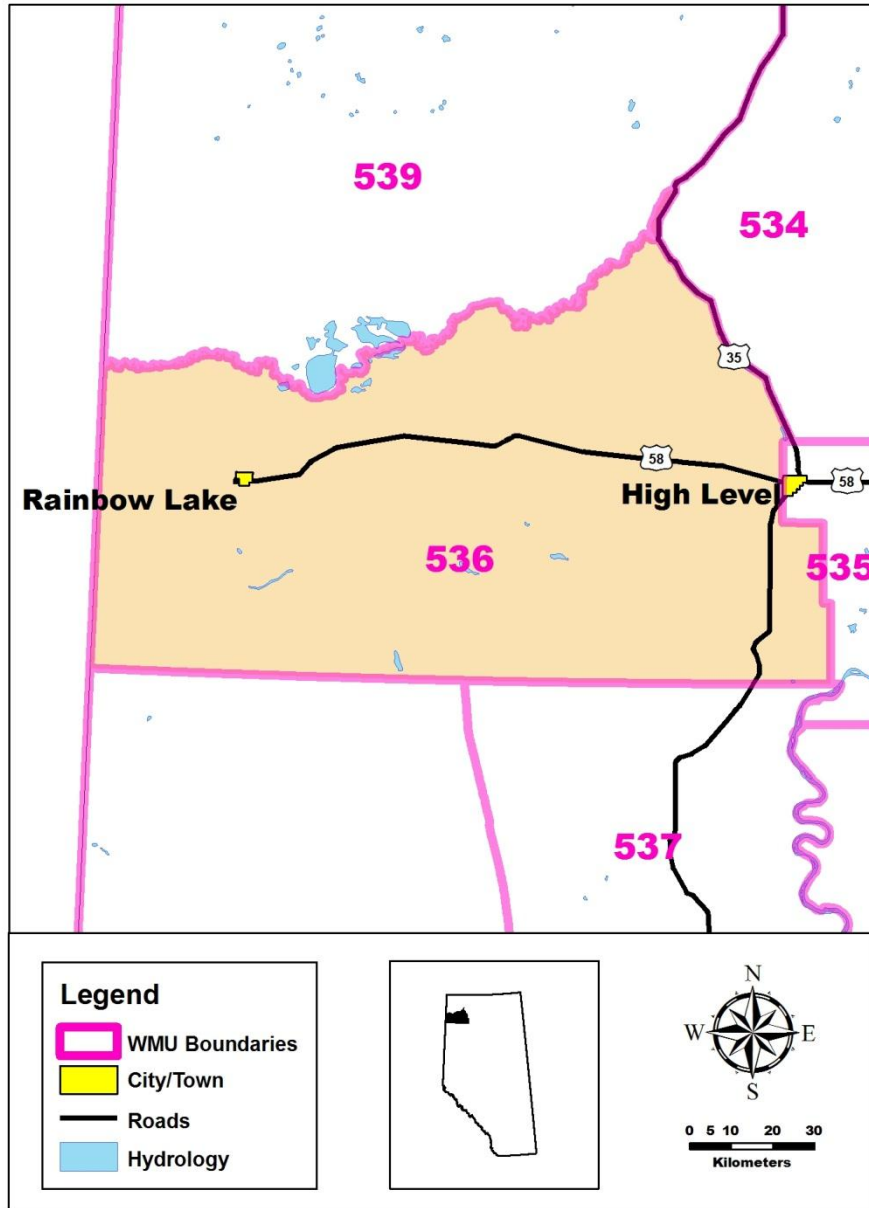 539
534
35
58
Rainbow Lake
High Level
58
536
535
537
Legend
WMU Boundaries
City/Town
Roads
Hydrology
N
W
E
S
0 5 10 20 30
Kilometers